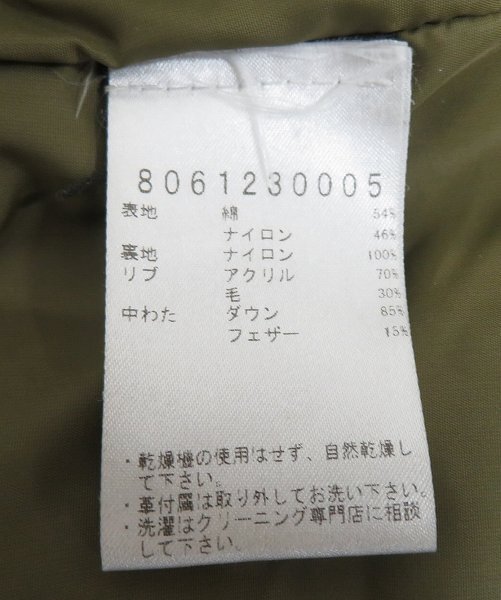 8061230005
表地 綿 54%
ナイロン 46%
裏地 ナイロン 100%
リブ アクリル 70%
毛 30%
中わた ダウン 85%
フェザー 15%
・乾燥機の使用はせず、自然乾燥し
て下さい。
・革付属は取り外してお洗い下さい。
・洗濯はクリーニング専門店に相談
して下さい。